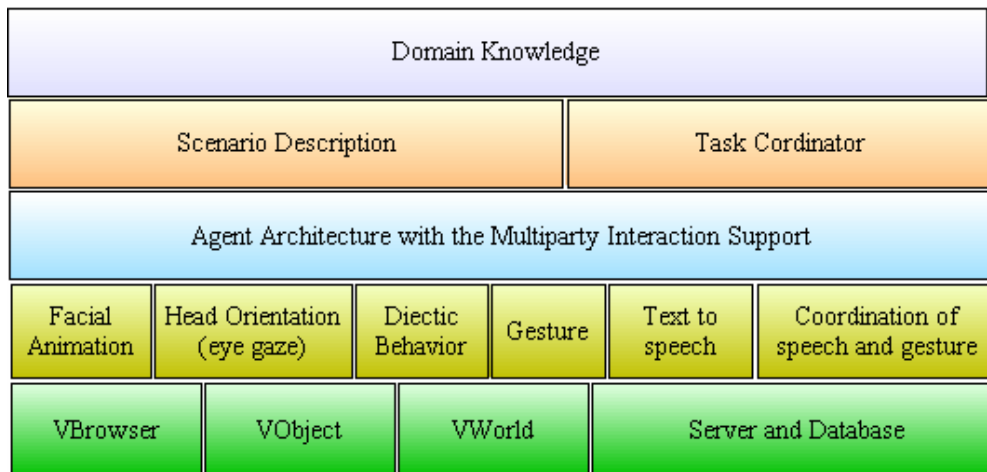 Domain Knowledge
Scenario Description
Task Cordinator
Agent Architecture with the Multiparty Interaction Support
Facial
Animation
Head Orientation
(eye gaze)
Diectic
Behavior
Gesture
Text to
speech
Coordination of
speech and gesture
VBrowser
VObject
VWorld
Server and Database